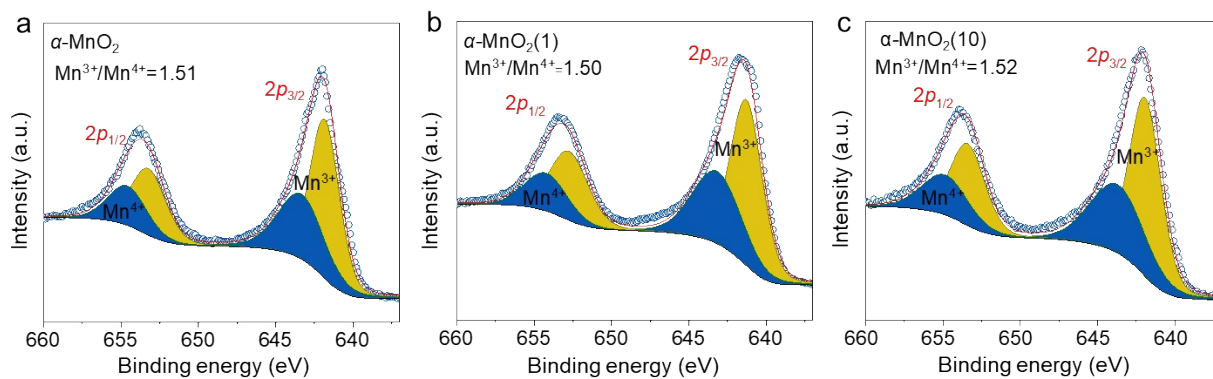 a
α-MnO₂
Mn³⁺/Mn⁴⁺=1.51
2p₃/₂
2p₁/₂
Mn³⁺
Mn⁴⁺
Intensity (a.u.)
660 655 650 645 640
Binding energy (eV)
b
α-MnO₂(1)
Mn³⁺/Mn⁴⁺=1.50
2p₃/₂
2p₁/₂
Mn³⁺
Mn⁴⁺
Intensity (a.u.)
660 655 650 645 640
Binding energy (eV)
c
α-MnO₂(10)
Mn³⁺/Mn⁴⁺=1.52
2p₃/₂
2p₁/₂
Mn³⁺
Mn⁴⁺
Intensity (a.u.)
660 655 650 645 640
Binding energy (eV)